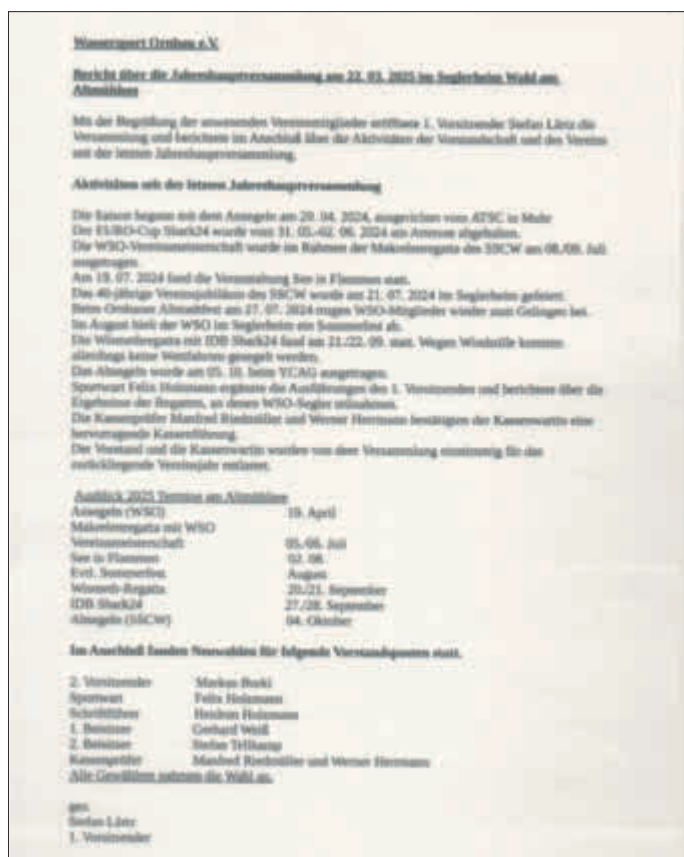 Wassersport Ornbau e.V.
Bericht über die Jahreshauptversammlung am 22. 03. 2025 im Seglerheim Wald am
Altmühlsee
Mit der Begrüßung der anwesenden Vereinsmitglieder eröffnete 1. Vorsitzender Stefan die
Versammlung und berichtete im Anschluß über die Aktivitäten der Vorstandschaft und des Vereins
seit der letzten Jahreshauptversammlung.
Aktivitäten seit der letzten Jahreshauptversammlung
Die Saison begann mit dem Ansegeln am 20. 04. 2024, ausgerichtet vom ATSC in Muhr
Der EURO-Cup Shark24 wurde vom 31. 05.-02. 06. 2024 am Attersee abgehalten.
Die WSO-Vereinsmeisterschaft wurde im Rahmen der Makrelenregatta des SSCW am Juli
ausgetragen.
Am 19. 07. 2024 fand die Veranstaltung See in Flammen statt.
Das 40-jährige Vereinsjubiläum des SSCW wurde am 21. 07. 2024 im Seglerheim gefeiert.
Beim Ornbauer Altstadtfest am 27. 07. 2024 trugen WSO-Mitglieder wieder zum Gelingen bei.
Im August hielt der WSO im Seglerheim ein Sommerfest ab.
Die mit IDB Shark24 fand am 21./22. 09. statt. Wegen Windstille konnten
allerdings keine Wettfahrten gesegelt werden.
Das Absegeln wurde am 05. 10. beim YCAG ausgetragen.
Sportwart Felix Holzmann ergänzte die Ausführungen des 1. Vorsitzenden und berichtete über die
Ergebnisse der Regatten, an denen WSO-Segler teilnahmen.
Die Kassenprüfer Manfred Riedmüller und Werner Herrmann bestätigten der Kassenwartin eine
hervorragende Kassenführung.
Der Vorstand und die Kassenwartin wurden von der Versammlung einstimmig für das
zurückliegende Vereinsjahr entlastet.
Ausblick 2025 Termine am Altmühlsee
Ansegeln (WSO) 19. April
Makrelenregatta mit WSO
Vereinsmeisterschaft 05./06. Juli
See in Flammen 02. 08.
Evtl. Sommerfest August
20./21. September
IDB Shark24 27./28. September
Absegeln (SSCW) 04. Oktober
Im Anschluß fanden Neuwahlen für folgende Vorstandsposten statt.
2. Vorsitzender Markus
Sportwart Felix Holzmann
Schriftführer Heidrun Holzmann
1. Beisitzer Gerhard Weiß
2. Beisitzer Stefan Tellkamp
Kassenprüfer Manfred Riedmüller und Werner Herrmann
Alle Gewählten nahmen die Wahl an.
gez.
Stefan
1. Vorsitzender